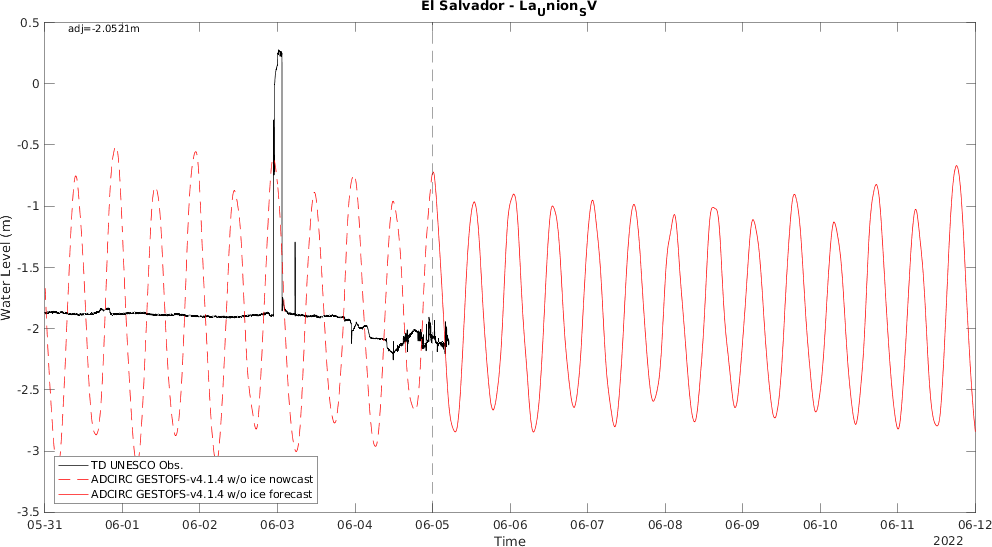 El Salvador - LaUnionSV
adj=-2.0521m
0.5
0
-0.5
-1
-1.5
-2
-2.5
-3
-3.5
Water Level (m)
TD UNESCO Obs.
ADCIRC GESTOFS-v4.1.4 w/o ice nowcast
ADCIRC GESTOFS-v4.1.4 w/o ice forecast
05-31 06-01 06-02 06-03 06-04 06-05 06-06 06-07 06-08 06-09 06-10 06-11 06-12
Time
2022